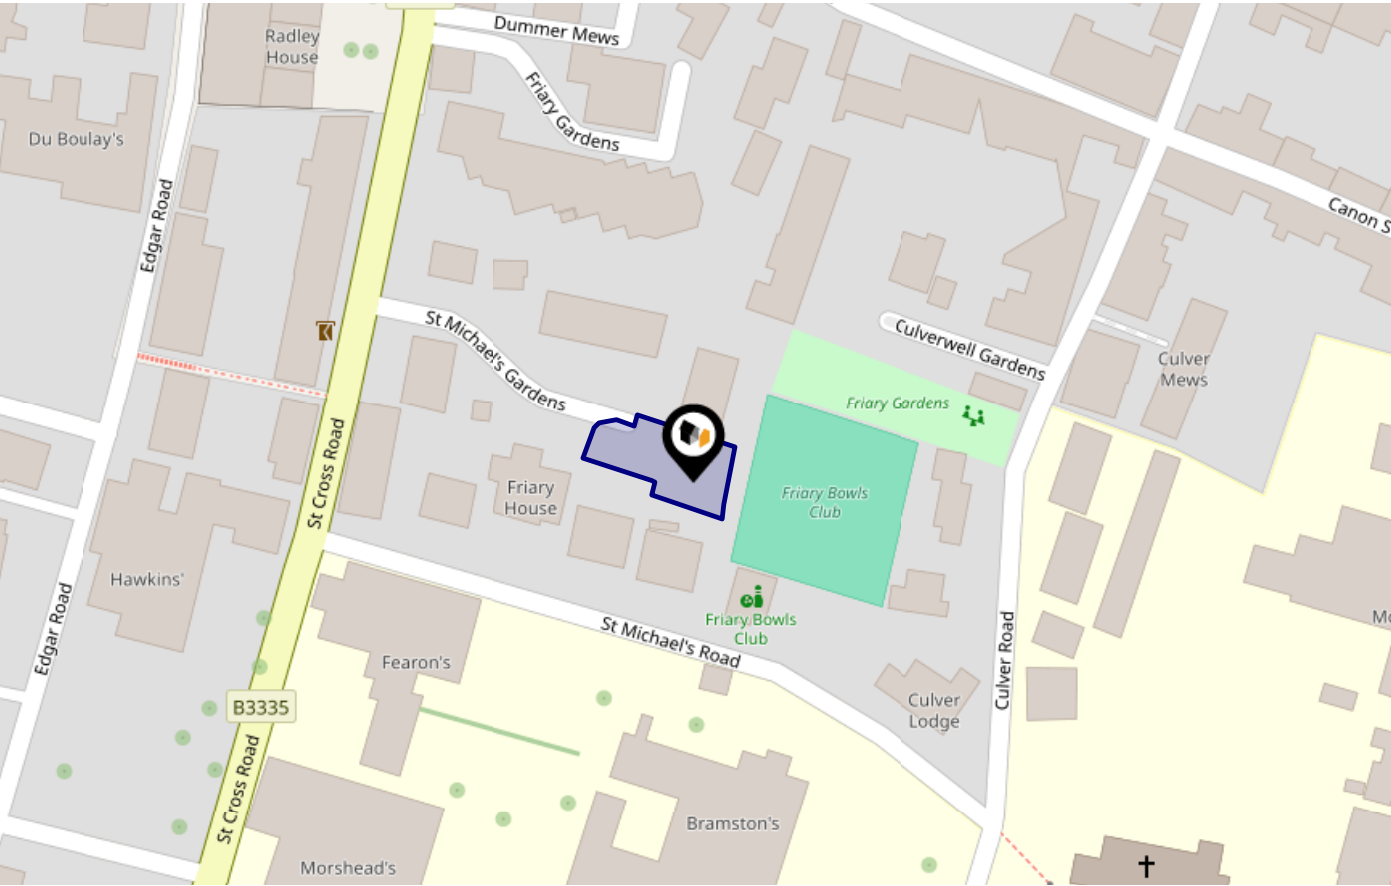 Dummer Mews
Radley
House
Friary Gardens
Du Boulay's
Edgar Road
Canon S
St Michael's Gardens
Culverwell Gardens
Culver
Mews
Friary Gardens
St Cross Road
Friary
House
Friary Bowls
Club
Hawkins'
Edgar Road
Friary Bowls
Club
St Michael's Road
Culver Road
Mo
Fearon's
B3335
Culver
Lodge
St Cross Road
Bramston's
Morshead's